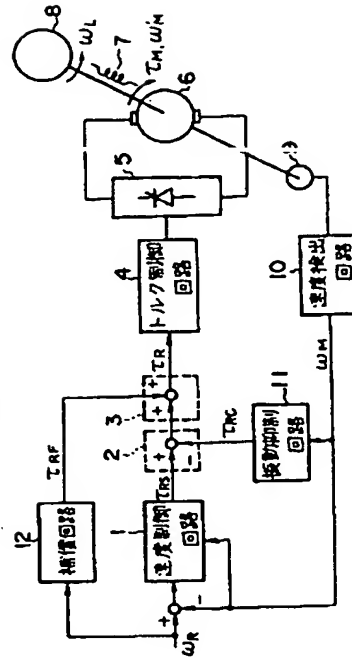 12
補償回路
τRF
ωR
+
-
1
速度制御
回路
τRS
2
+
-
3
+
+
τR
4
トルク制御
回路
5
6
τM, ωM
7
ωL
8
τRC
11
振動抑制
回路
ωM
10
速度検出
回路